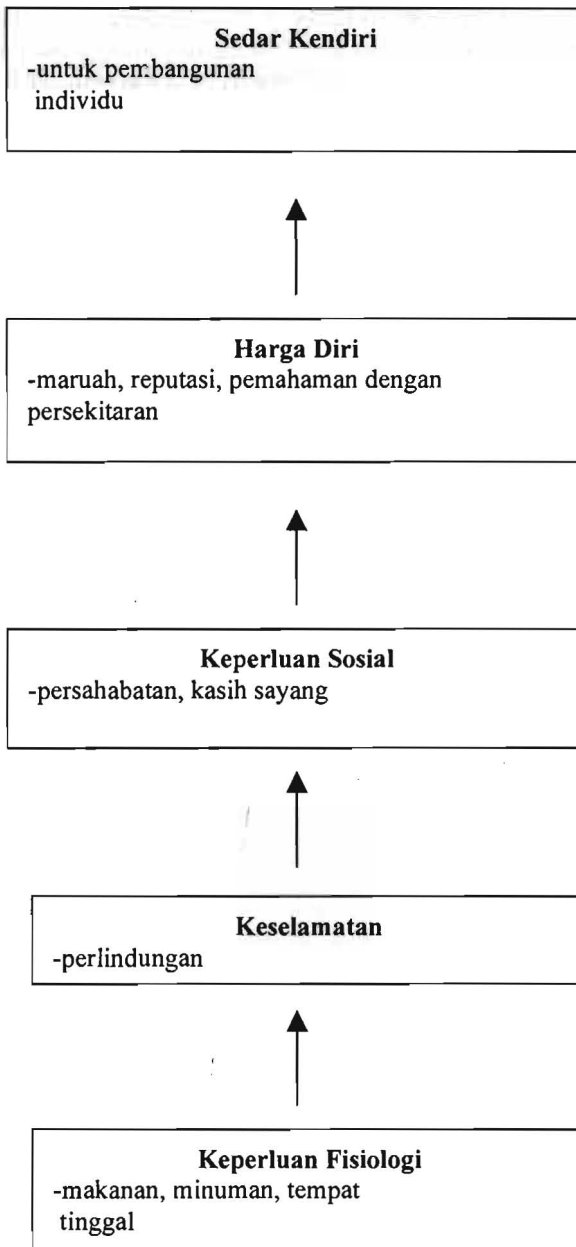 Sedar Kendiri
-untuk pembangunan
individu
Harga Diri
-maruah, reputasi, pemahaman dengan
persekitaran
Keperluan Sosial
-persahabatan, kasih sayang
Keselamatan
-perlindungan
Keperluan Fisiologi
-makanan, minuman, tempat
tinggal